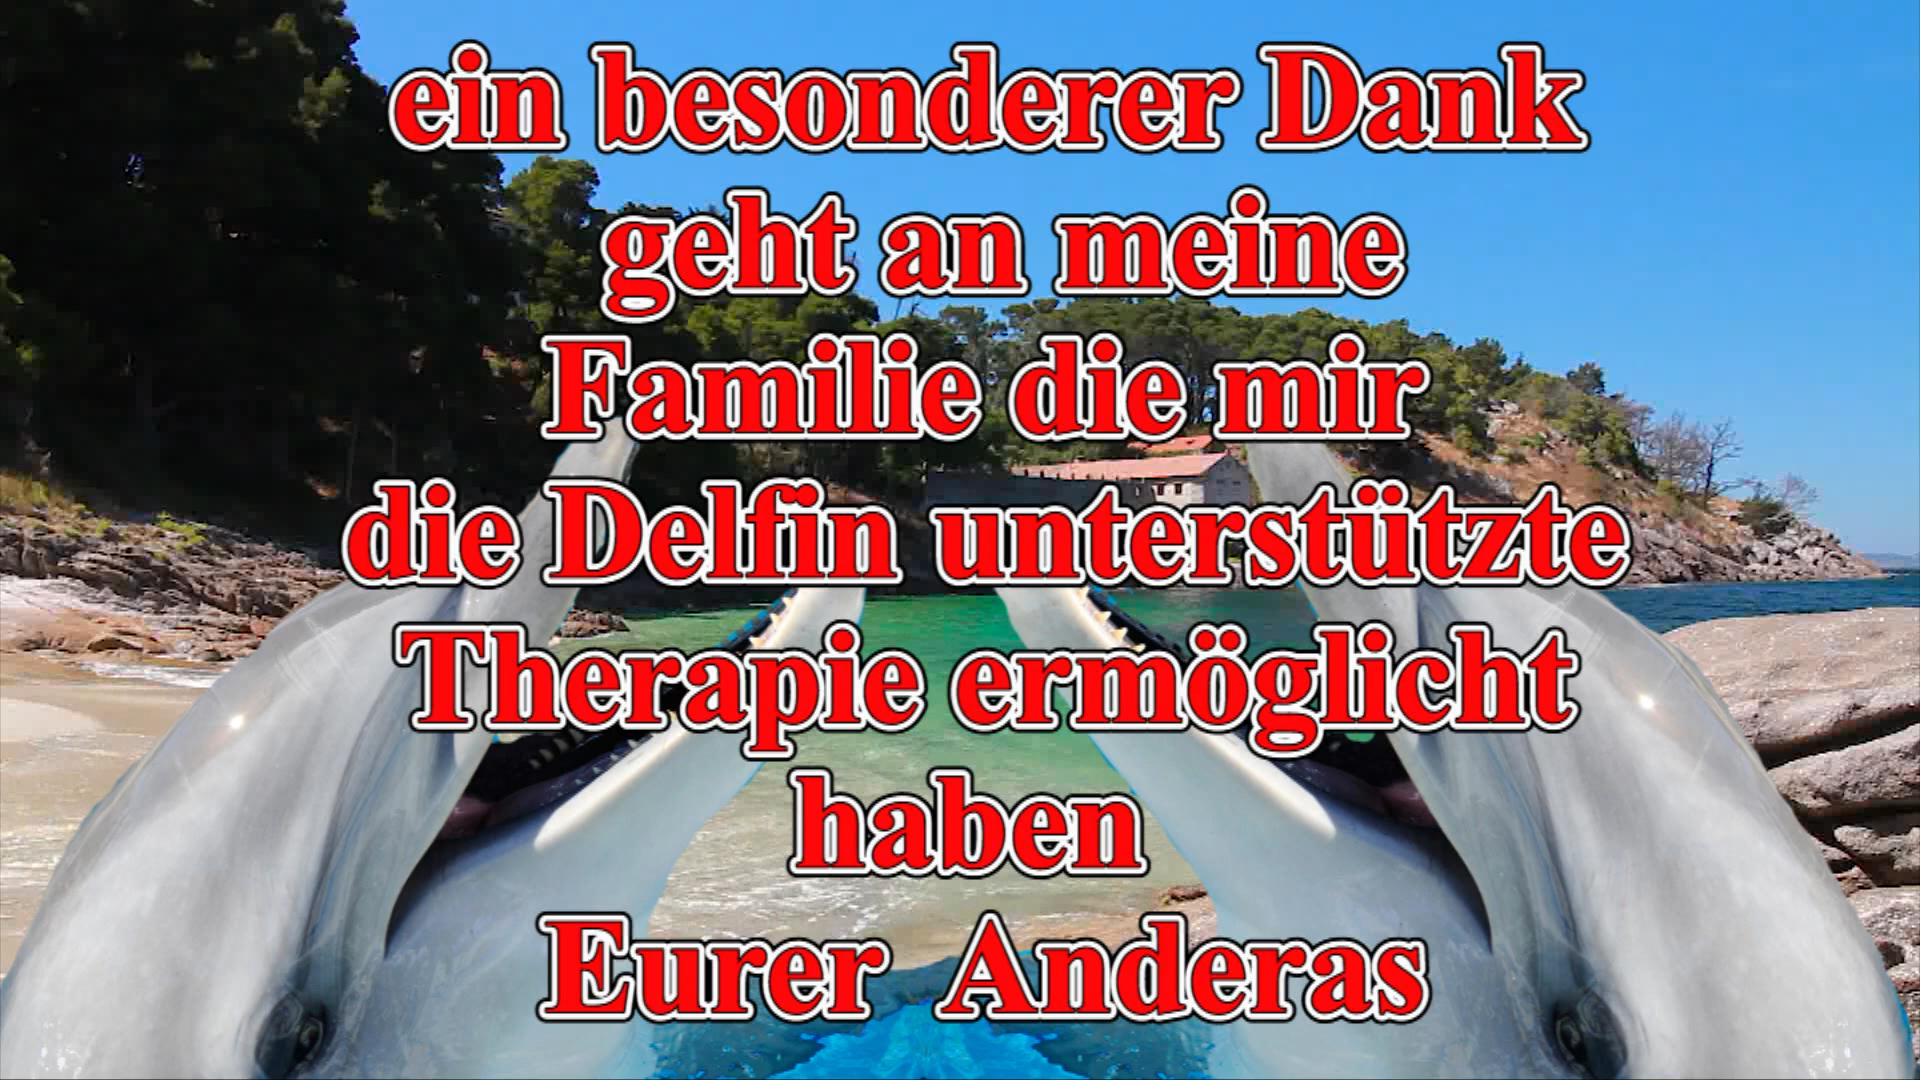 ein besonderer Dank
geht an meine
Familie die mir
die Delfin unterstützte
Therapie ermöglicht
haben
Eurer Anderas